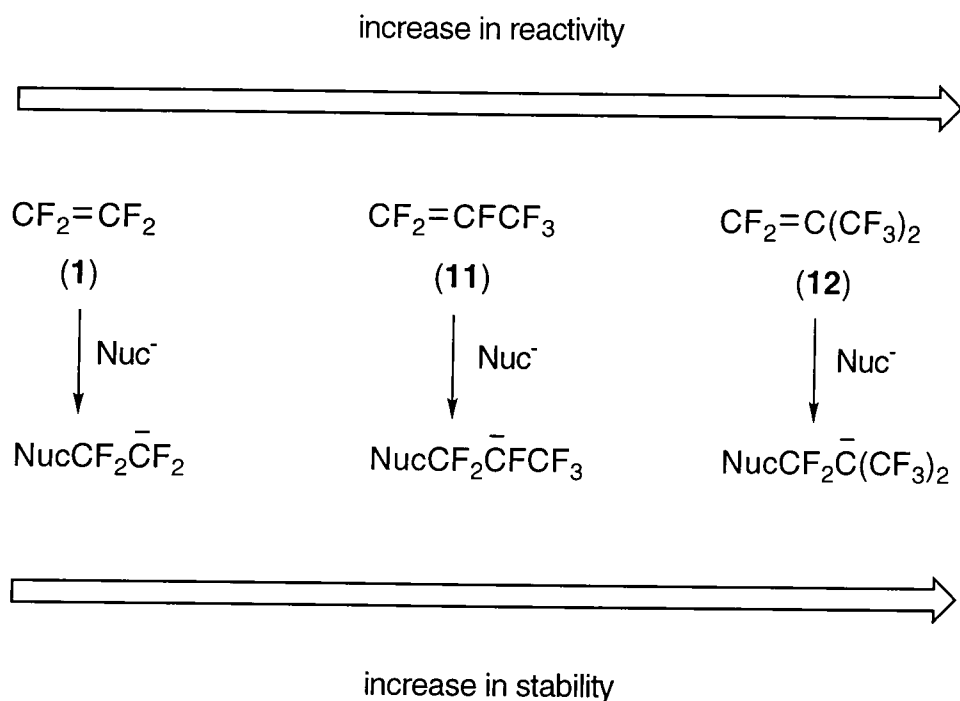 increase in reactivity
CF₂=CF₂ CF₂=CFCF₃ CF₂=C(CF₃)₂
(1) (11) (12)
Nuc⁻ Nuc⁻ Nuc⁻
NucCF₂C̄F₂ NucCF₂C̄FCF₃ NucCF₂C̄(CF₃)₂
increase in stability